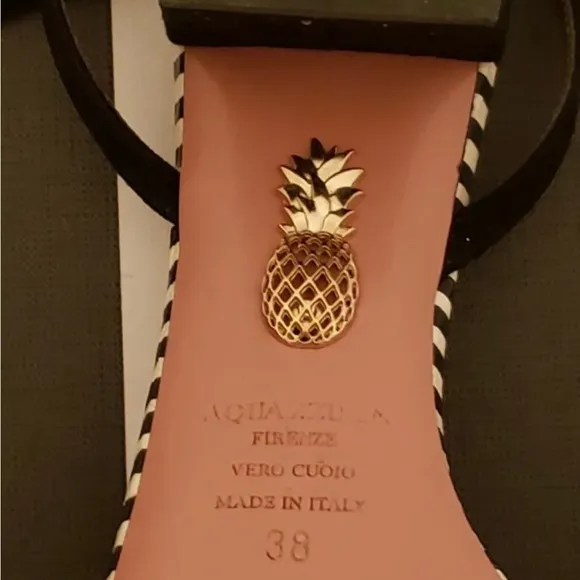 AQUAZZURA
FIRENZE
VERO CUOIO
MADE IN ITALY
38